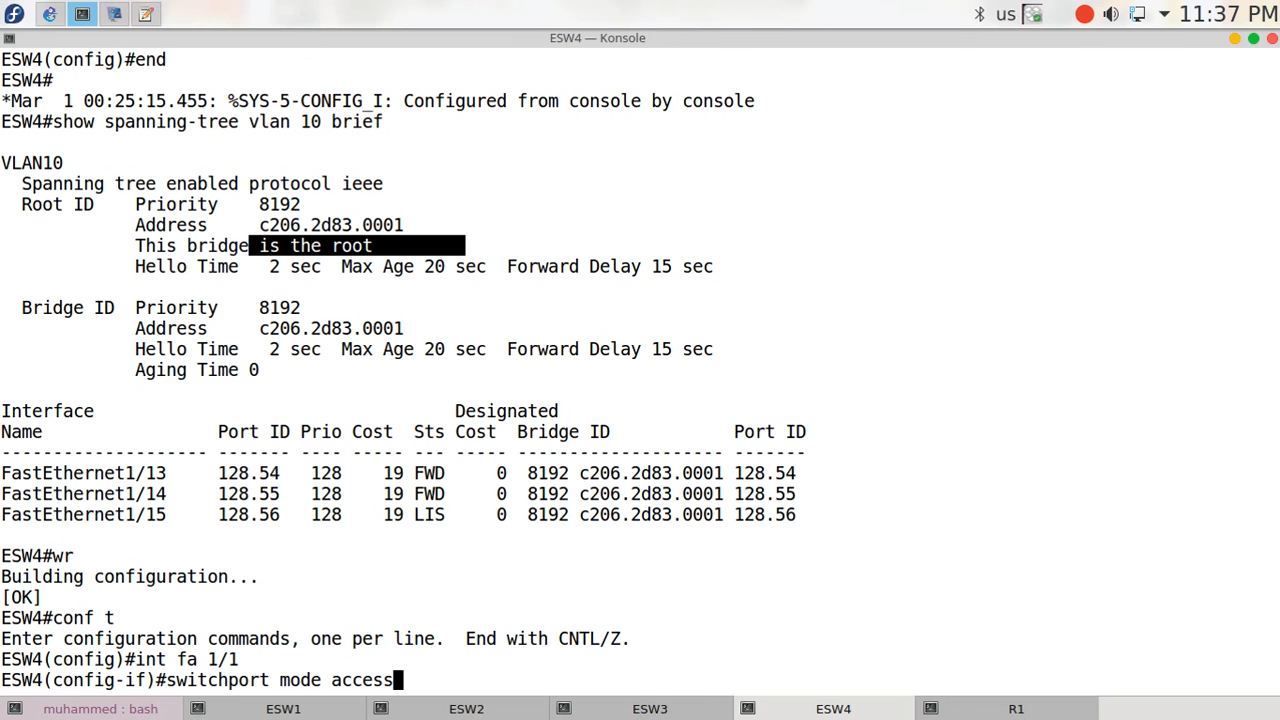 us
11:37 PM
ESW4 — Konsole
ESW4(config)#end
ESW4#
*Mar  1 00:25:15.455: %SYS-5-CONFIG_I: Configured from console by console
ESW4#show spanning-tree vlan 10 brief
VLAN10
  Spanning tree enabled protocol ieee
  Root ID    Priority    8192
             Address     c206.2d83.0001
             This bridge is the root
             Hello Time   2 sec  Max Age 20 sec  Forward Delay 15 sec
  Bridge ID  Priority    8192
             Address     c206.2d83.0001
             Hello Time   2 sec  Max Age 20 sec  Forward Delay 15 sec
             Aging Time 0
Interface                                   Designated
Name                 Port ID Prio Cost  Sts Cost  Bridge ID            Port ID
-------------------- ------- ---- ----- --- ----- -------------------- -------
FastEthernet1/13     128.54   128    19 FWD     0  8192 c206.2d83.0001 128.54
FastEthernet1/14     128.55   128    19 FWD     0  8192 c206.2d83.0001 128.55
FastEthernet1/15     128.56   128    19 LIS     0  8192 c206.2d83.0001 128.56
ESW4#wr
Building configuration...
[OK]
ESW4#conf t
Enter configuration commands, one per line.  End with CNTL/Z.
ESW4(config)#int fa 1/1
ESW4(config-if)#switchport mode access
muhammed : bash
ESW1
ESW2
ESW3
ESW4
R1